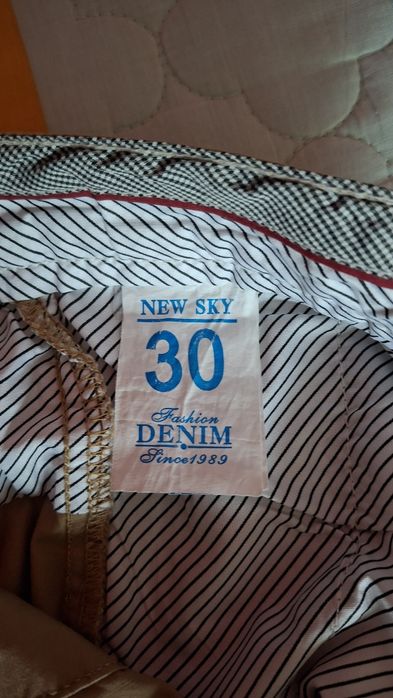 NEW SKY
30
Fashion
DENIM
Since1989